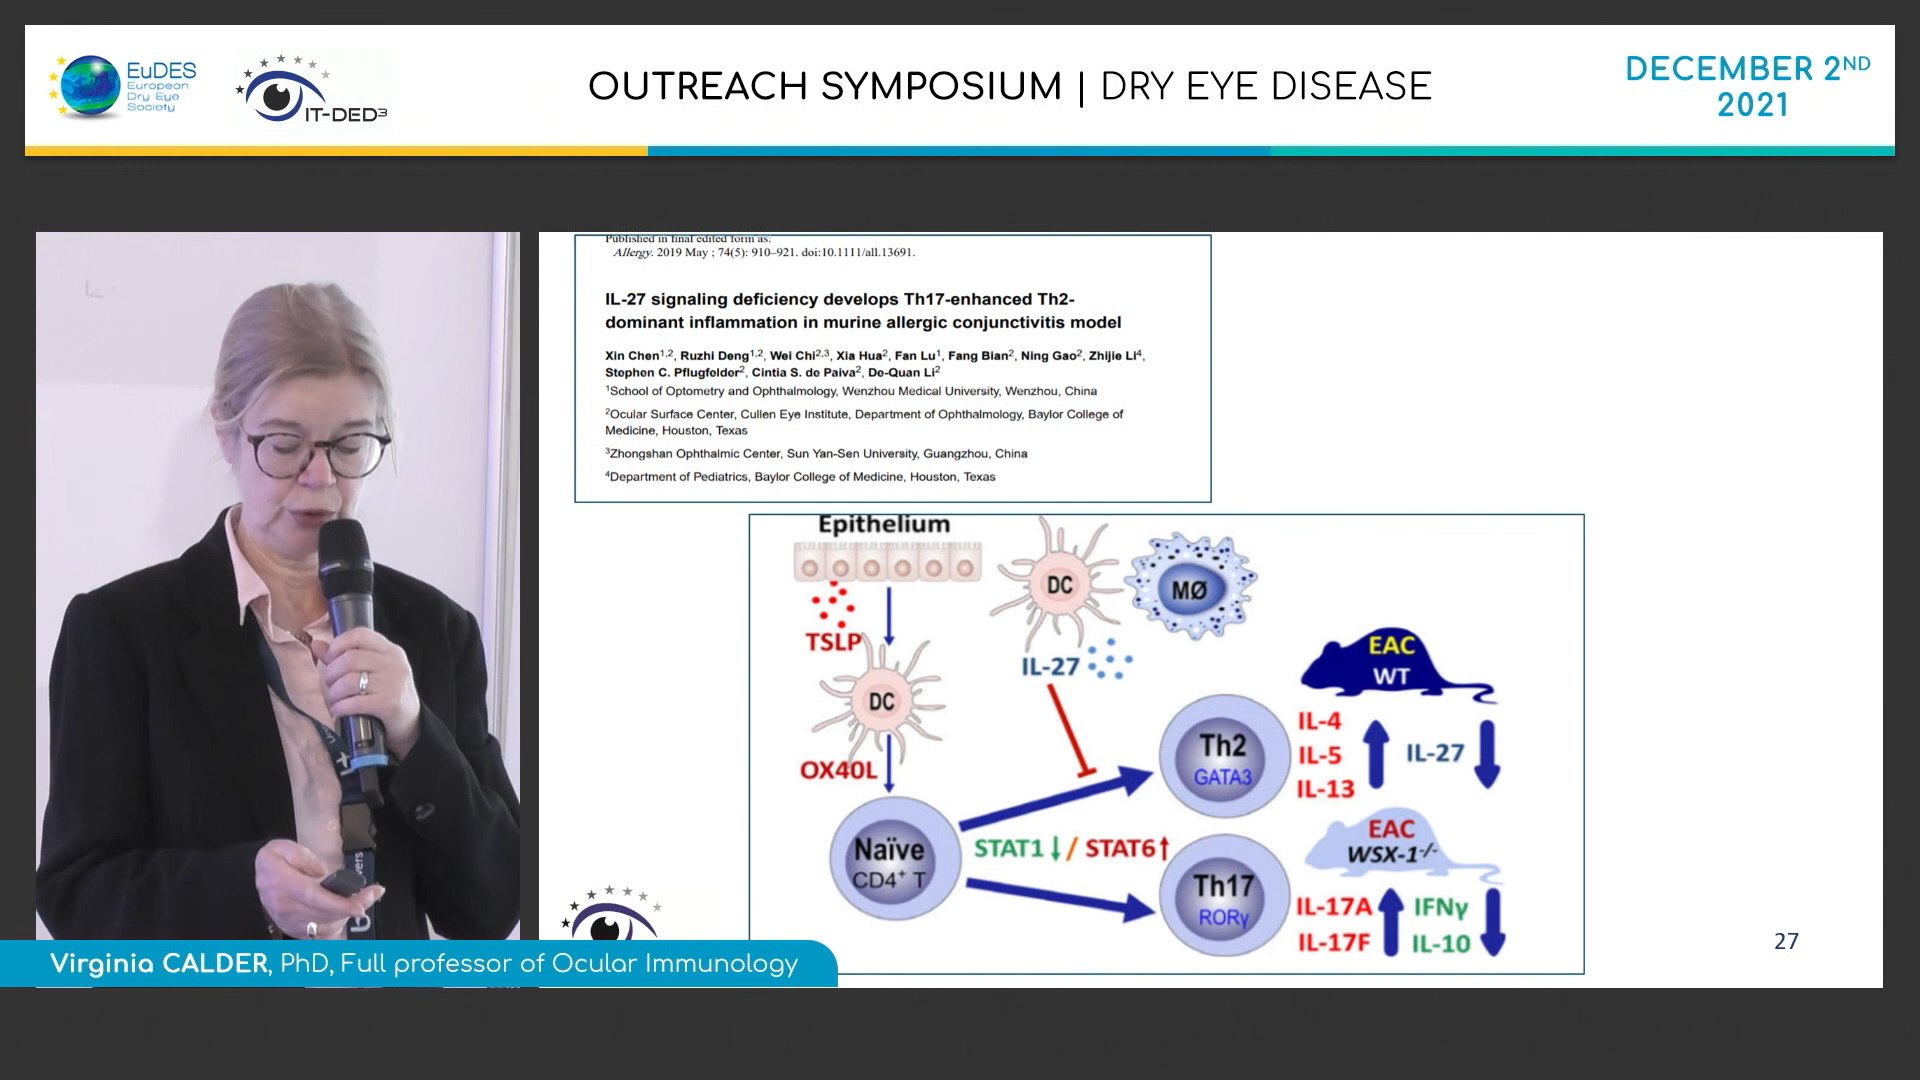 EuDES
European
Dry Eye
Society
IT-DED³
OUTREACH SYMPOSIUM | DRY EYE DISEASE
DECEMBER 2ND
2021
Published in final edited form as:
Allergy. 2019 May ; 74(5): 910–921. doi:10.1111/all.13691.
IL-27 signaling deficiency develops Th17-enhanced Th2-
dominant inflammation in murine allergic conjunctivitis model
Xin Chen1,2, Ruzhi Deng1,2, Wei Chi2,3, Xia Hua2, Fan Lu1, Fang Bian2, Ning Gao2, Zhijie Li4,
Stephen C. Pflugfelder2, Cintia S. de Paiva2, De-Quan Li2
1School of Optometry and Ophthalmology, Wenzhou Medical University, Wenzhou, China
2Ocular Surface Center, Cullen Eye Institute, Department of Ophthalmology, Baylor College of
Medicine, Houston, Texas
3Zhongshan Ophthalmic Center, Sun Yan-Sen University, Guangzhou, China
4Department of Pediatrics, Baylor College of Medicine, Houston, Texas
Epithelium
DC
MØ
TSLP
IL-27
DC
OX40L
Naïve
CD4+ T
STAT1↓/ STAT6↑
Th2
GATA3
Th17
RORγ
EAC
WT
IL-4
IL-5
IL-13
IL-27
EAC
WSX-1-/-
IL-17A
IL-17F
IFNγ
IL-10
27
Virginia CALDER, PhD, Full professor of Ocular Immunology